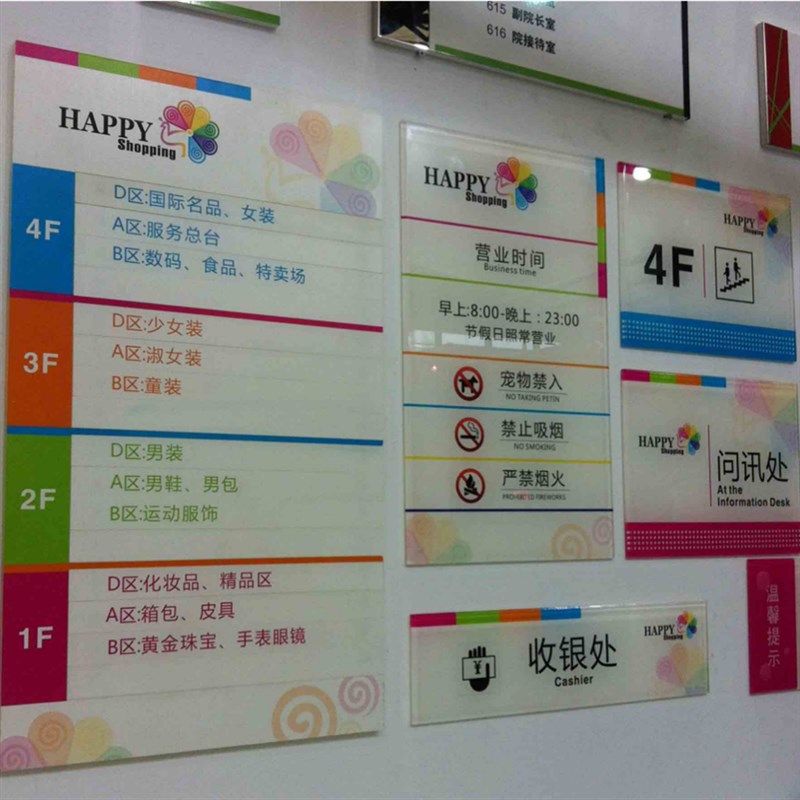 615 副院长室
616 院接待室
HAPPY
Shopping
4F
D区:国际名品、女装
A区:服务总台
B区:数码、食品、特卖场
3F
D区:少女装
A区:淑女装
B区:童装
2F
D区:男装
A区:男鞋、男包
B区:运动服饰
1F
D区:化妆品、精品区
A区:箱包、皮具
B区:黄金珠宝、手表眼镜
HAPPY
Shopping
营业时间
Business time
早上:8:00-晚上:23:00
节假日照常营业
宠物禁入
NO TAKING PETIN
禁止吸烟
NO SMOKING
严禁烟火
PROHIBITED FIREWORKS
HAPPY
Shopping
4F
HAPPY
Shopping
问讯处
At the
Information Desk
收银处
Cashier
¥
HAPPY
Shopping
温馨提示